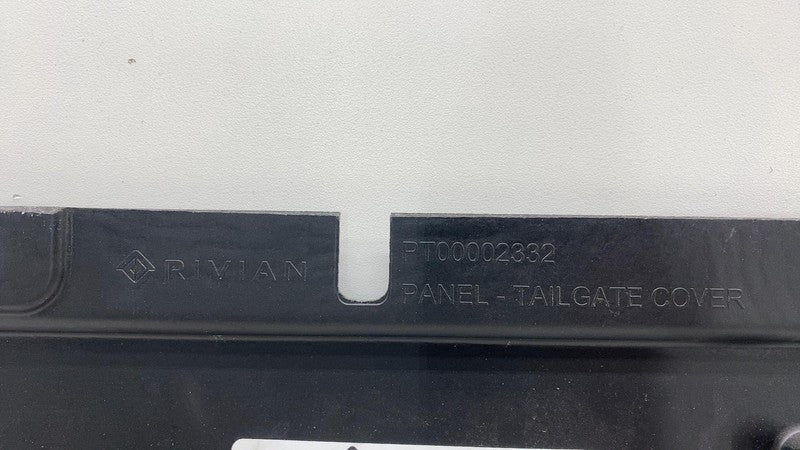 RIVIAN
PT00002332
PANEL - TAILGATE COVER